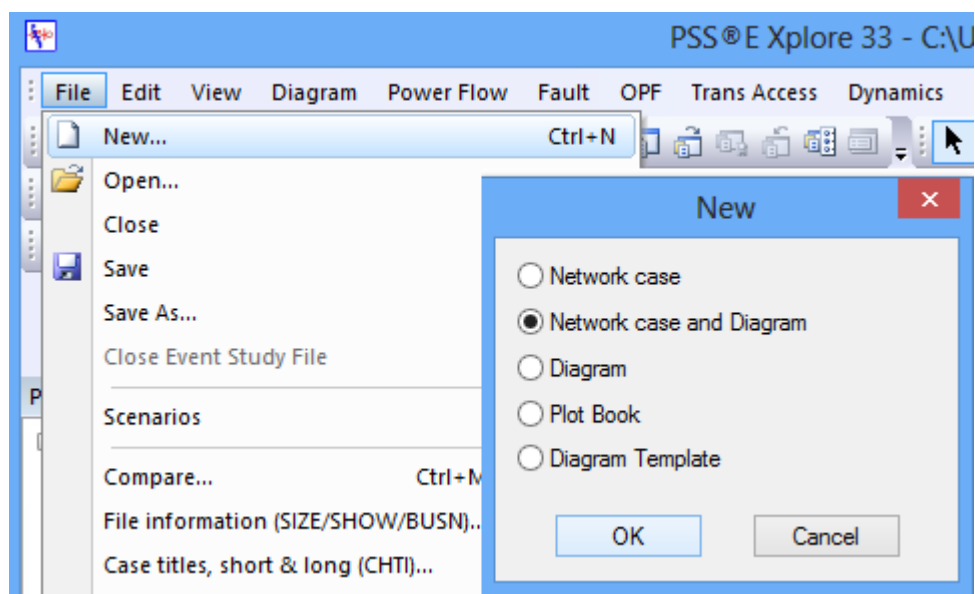 PSS®E Xplore 33 - C:\U
File Edit View Diagram Power Flow Fault OPF Trans Access Dynamics
New... Ctrl+N
Open...
Close
Save
Save As...
Close Event Study File
Scenarios
Compare... Ctrl+M
File information (SIZE/SHOW/BUSN)..
Case titles, short & long (CHTI)...
P
New
Network case
Network case and Diagram
Diagram
Plot Book
Diagram Template
OK Cancel